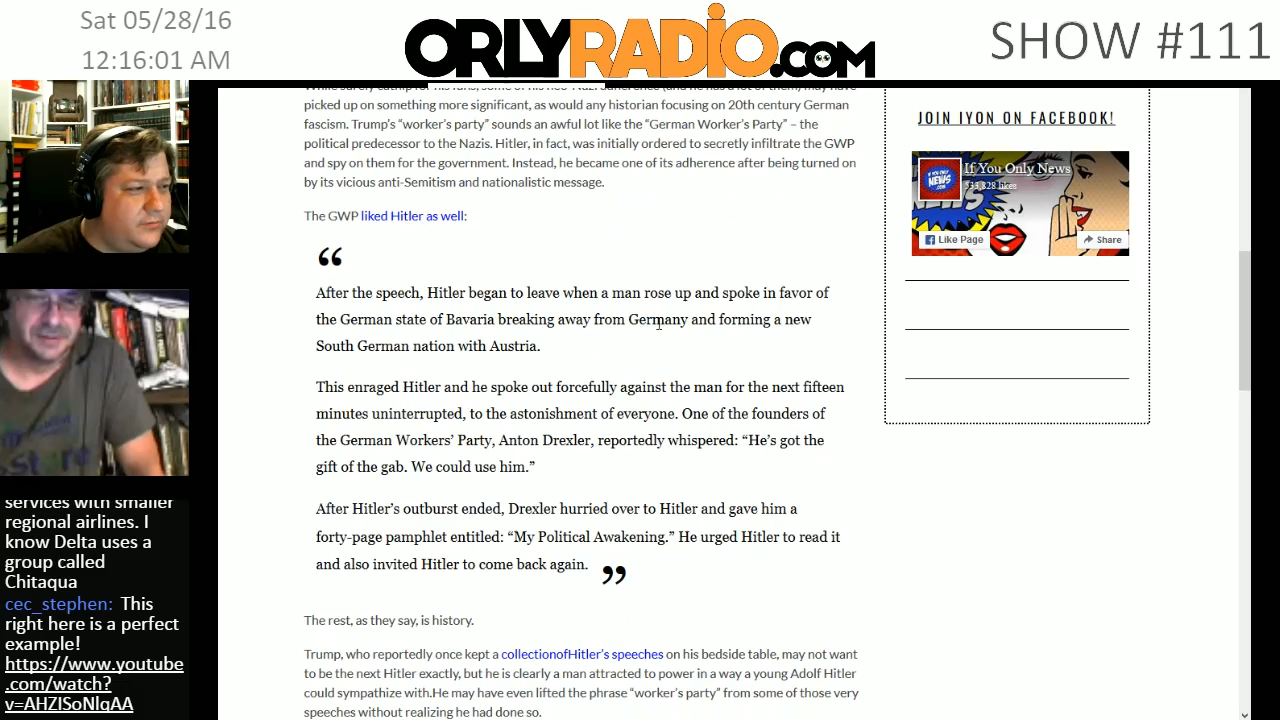 Sat 05/28/16
12:16:01 AM
ORLYRADIO.COM
SHOW #111
picked up on something more significant, as would any historian focusing on 20th century German
fascism. Trump's “worker's party” sounds an awful lot like the “German Worker's Party” – the
political predecessor to the Nazis. Hitler, in fact, was initially ordered to secretly infiltrate the GWP
and spy on them for the government. Instead, he became one of its adherence after being turned on
by its vicious anti-Semitism and nationalistic message.
The GWP liked Hitler as well:
“
After the speech, Hitler began to leave when a man rose up and spoke in favor of
the German state of Bavaria breaking away from Germany and forming a new
South German nation with Austria.
This enraged Hitler and he spoke out forcefully against the man for the next fifteen
minutes uninterrupted, to the astonishment of everyone. One of the founders of
the German Workers’ Party, Anton Drexler, reportedly whispered: “He’s got the
gift of the gab. We could use him.”
After Hitler’s outburst ended, Drexler hurried over to Hitler and gave him a
forty-page pamphlet entitled: “My Political Awakening.” He urged Hitler to read it
and also invited Hitler to come back again.
”
The rest, as they say, is history.
Trump, who reportedly once kept a collectionofHitler's speeches on his bedside table, may not want
to be the next Hitler exactly, but he is clearly a man attracted to power in a way a young Adolf Hitler
could sympathize with.He may have even lifted the phrase “worker's party” from some of those very
speeches without realizing he had done so.
JOIN IYON ON FACEBOOK!
If You Only News
533,828 likes
Like Page
Share
services with smaller
regional airlines. I
know Delta uses a
group called
Chitaqua
cec_stephen: This
right here is a perfect
example!
https://www.youtube
.com/watch?
v=AHZISoNlqAA